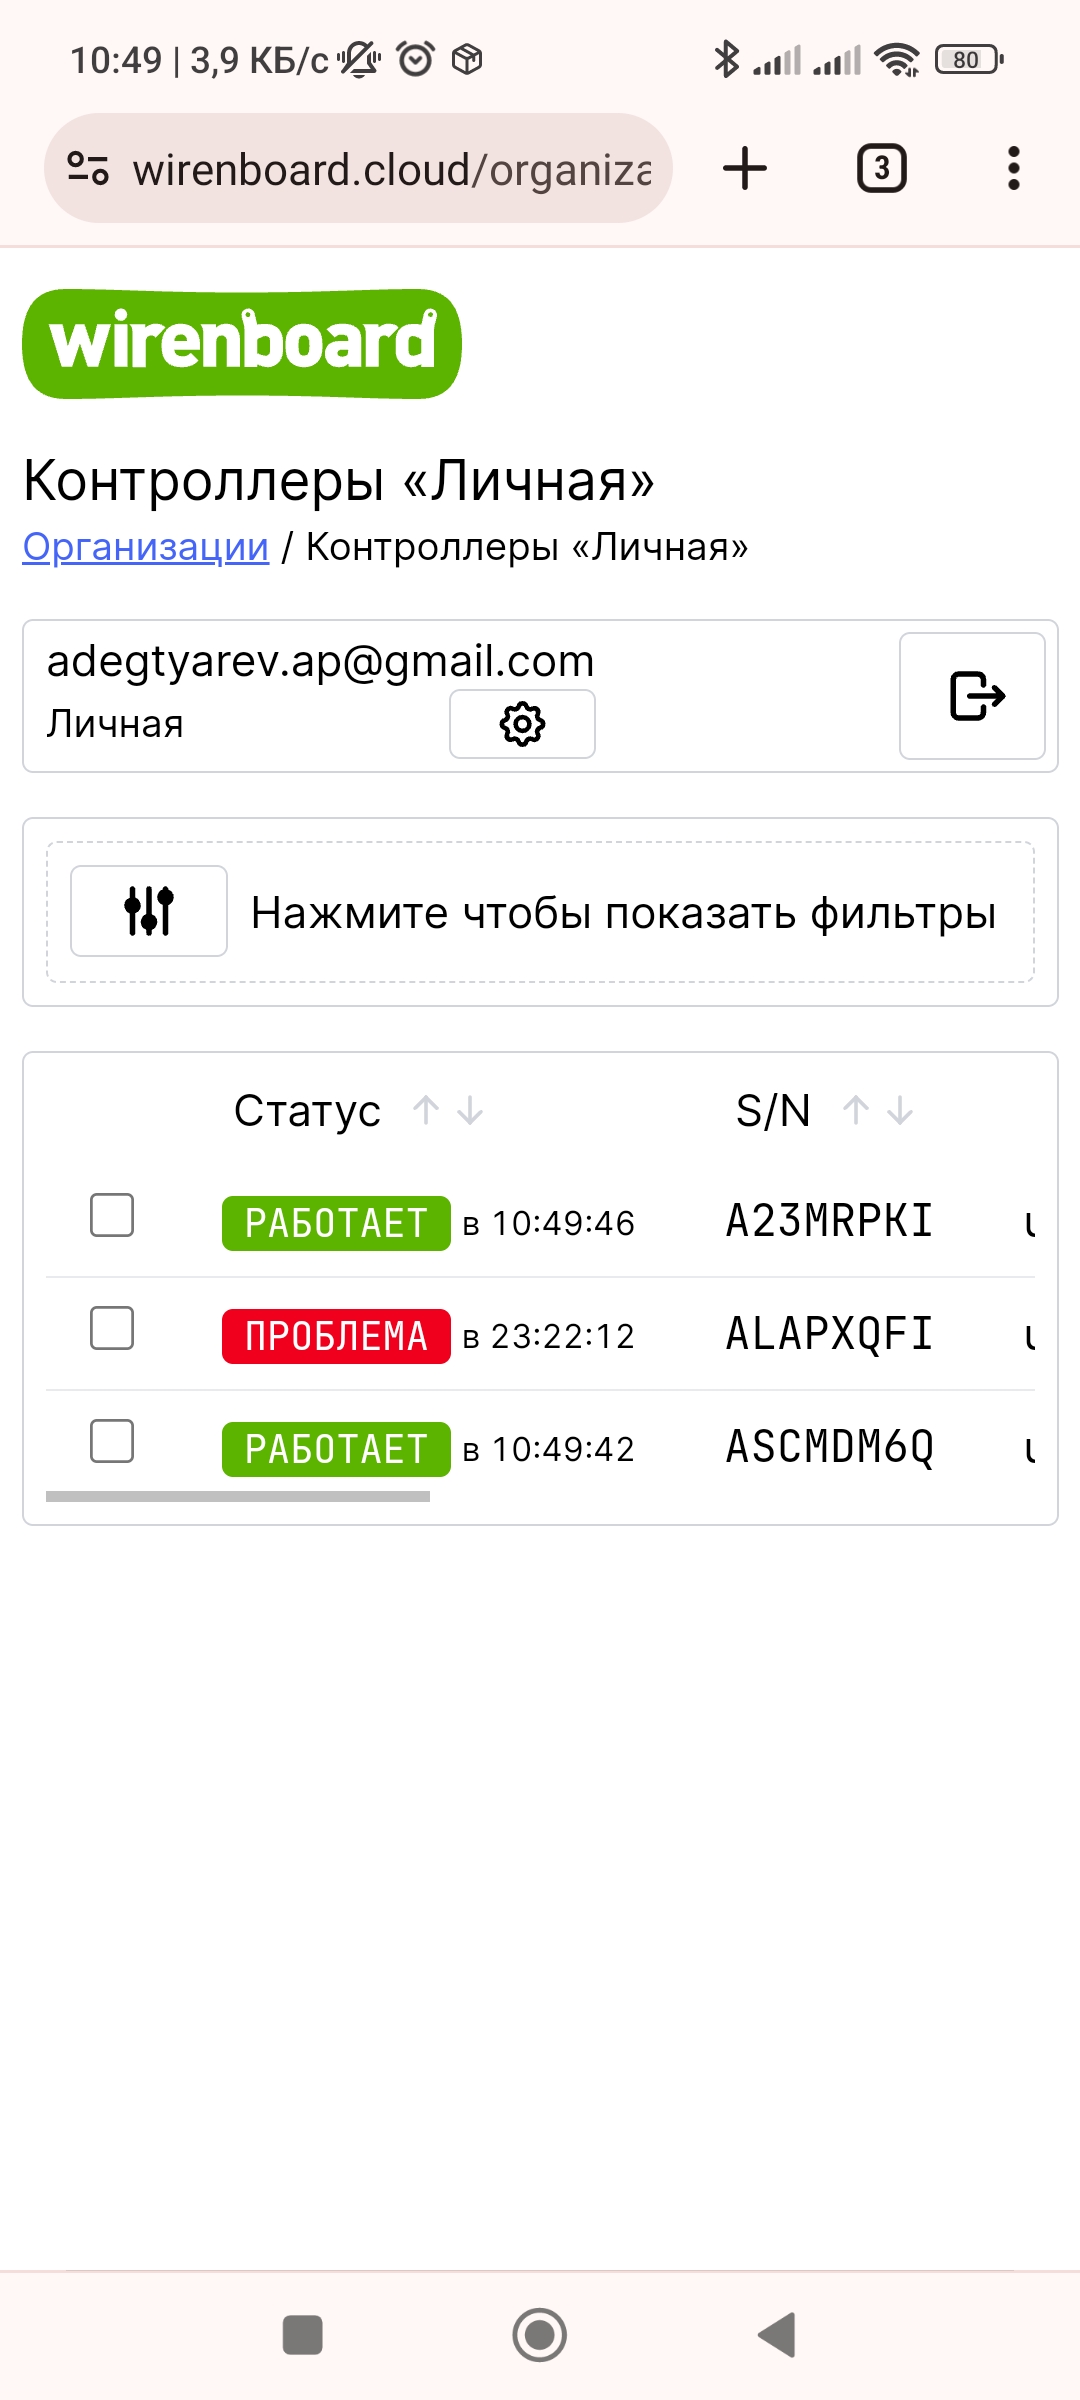 10:49 | 3,9 КБ/с
80
wirenboard.cloud/organiza
3
wirenboard
Контроллеры «Личная»
Организации / Контроллеры «Личная»
adegtyarev.ap@gmail.com
Личная
Нажмите чтобы показать фильтры
Статус ↑ ↓ S/N ↑ ↓
РАБОТАЕТ в 10:49:46 A23MRPKI
ПРОБЛЕМА в 23:22:12 ALAPXQFI
РАБОТАЕТ в 10:49:42 ASCMDM6Q